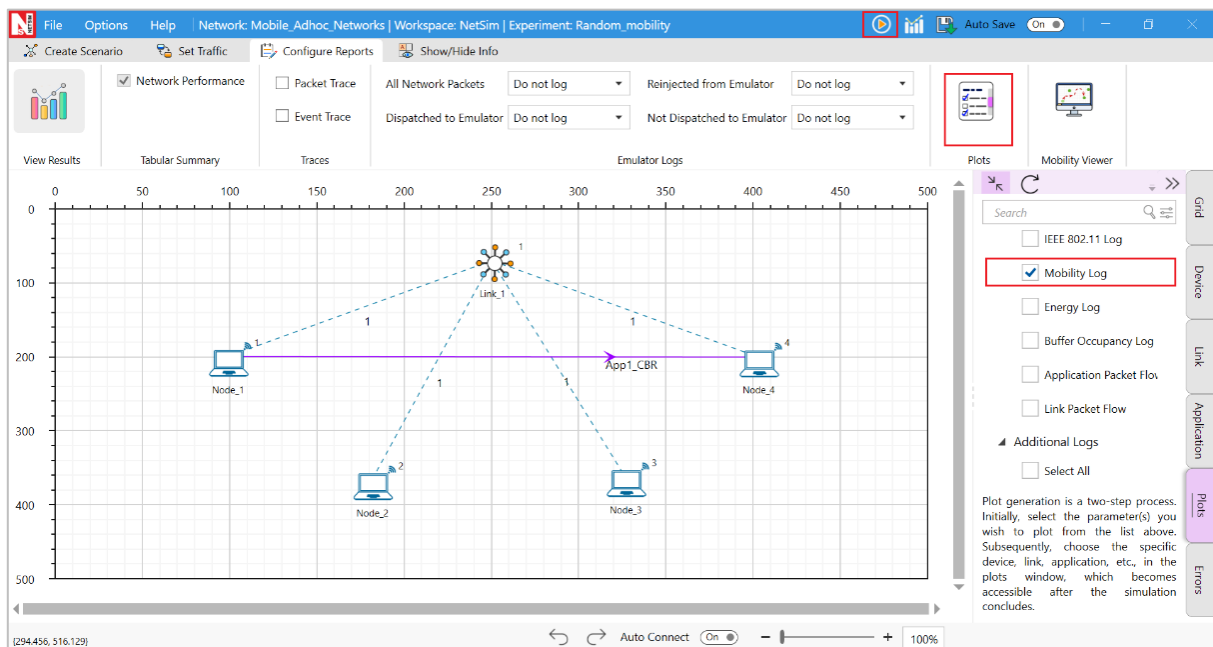 NETSIM File Options Help Network: Mobile_Adhoc_Networks | Workspace: NetSim | Experiment: Random_mobility Auto Save On
Create Scenario Set Traffic Configure Reports Show/Hide Info
Network Performance Packet Trace All Network Packets Do not log Reinjected from Emulator Do not log
Event Trace Dispatched to Emulator Do not log Not Dispatched to Emulator Do not log
View Results Tabular Summary Traces Emulator Logs Plots Mobility Viewer
0 50 100 150 200 250 300 350 400 450 500
0
100
200
300
400
500
1
Link_1
1
1
1
4
1
App1_CBR
Node_1
1
1
Node_4
2
3
Node_2
Node_3
Search
IEEE 802.11 Log
Mobility Log
Energy Log
Buffer Occupancy Log
Application Packet Flow
Link Packet Flow
Additional Logs
Select All
Plot generation is a two-step process.
Initially, select the parameter(s) you
wish to plot from the list above.
Subsequently, choose the specific
device, link, application, etc., in the
plots window, which becomes
accessible after the simulation
concludes.
Grid
Device
Link
Application
Plots
Errors
(294.456, 516.129)
Auto Connect On 100%